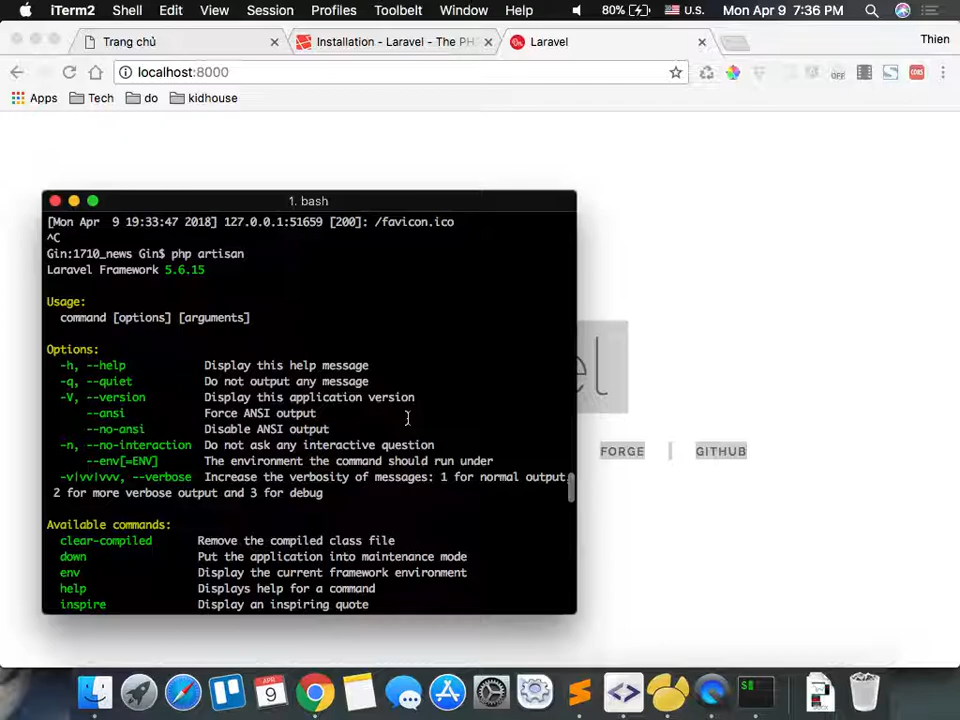 iTerm2 Shell Edit View Session Profiles Toolbelt Window Help 80% U.S. Mon Apr 9 7:36 PM
Trang chủ Installation - Laravel - The PH Laravel Thien
localhost:8000 OFF CORS
Apps Tech do kidhouse
1. bash
[Mon Apr  9 19:33:47 2018] 127.0.0.1:51659 [200]: /favicon.ico
^C
Gin:1710_news Gin$ php artisan
Laravel Framework 5.6.15
Usage:
command [options] [arguments]
Options:
-h, --help Display this help message
-q, --quiet Do not output any message
-V, --version Display this application version
--ansi Force ANSI output
--no-ansi Disable ANSI output
-n, --no-interaction Do not ask any interactive question
--env[=ENV] The environment the command should run under
-v|vv|vvv, --verbose Increase the verbosity of messages: 1 for normal output,
2 for more verbose output and 3 for debug
Available commands:
clear-compiled Remove the compiled class file
down Put the application into maintenance mode
env Display the current framework environment
help Displays help for a command
inspire Display an inspiring quote
el
FORGE GITHUB
9
$